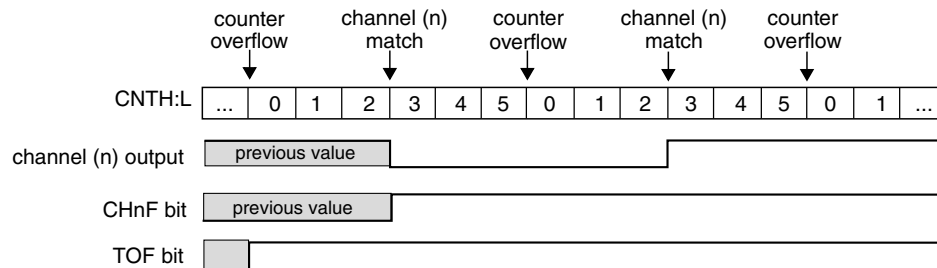 counter overflow
channel (n) match
counter overflow
channel (n) match
counter overflow
CNTH:L ... 0 1 2 3 4 5 0 1 2 3 4 5 0 1 ...
channel (n) output previous value
CHnF bit previous value
TOF bit